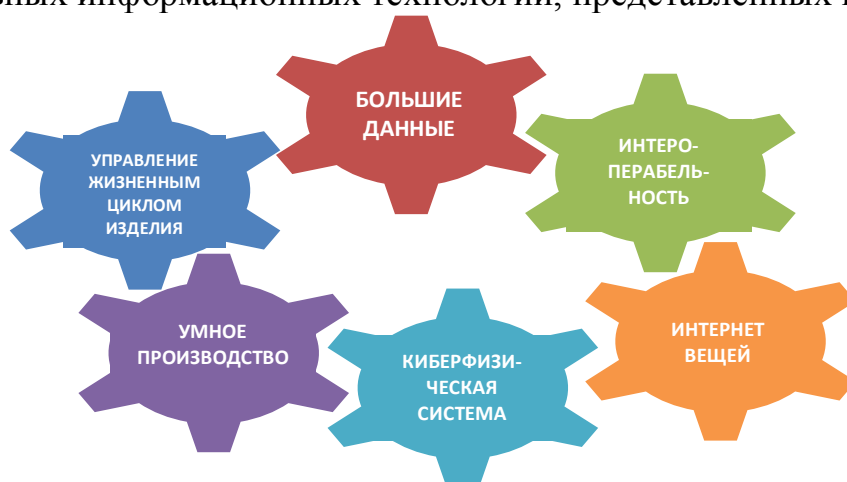 информационных технологий, представленных
БОЛЬШИЕ
ДАННЫЕ
ИНТЕРО-
ПЕРАБЕЛЬ-
НОСТЬ
УПРАВЛЕНИЕ
ЖИЗНЕННЫМ
ЦИКЛОМ
ИЗДЕЛИЯ
УМНОЕ
ПРОИЗВОДСТВО
КИБЕРФИЗИ-
ЧЕСКАЯ
СИСТЕМА
ИНТЕРНЕТ
ВЕЩЕЙ